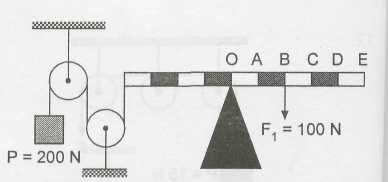 O A B C D E
F₁ = 100 N
P = 200 N